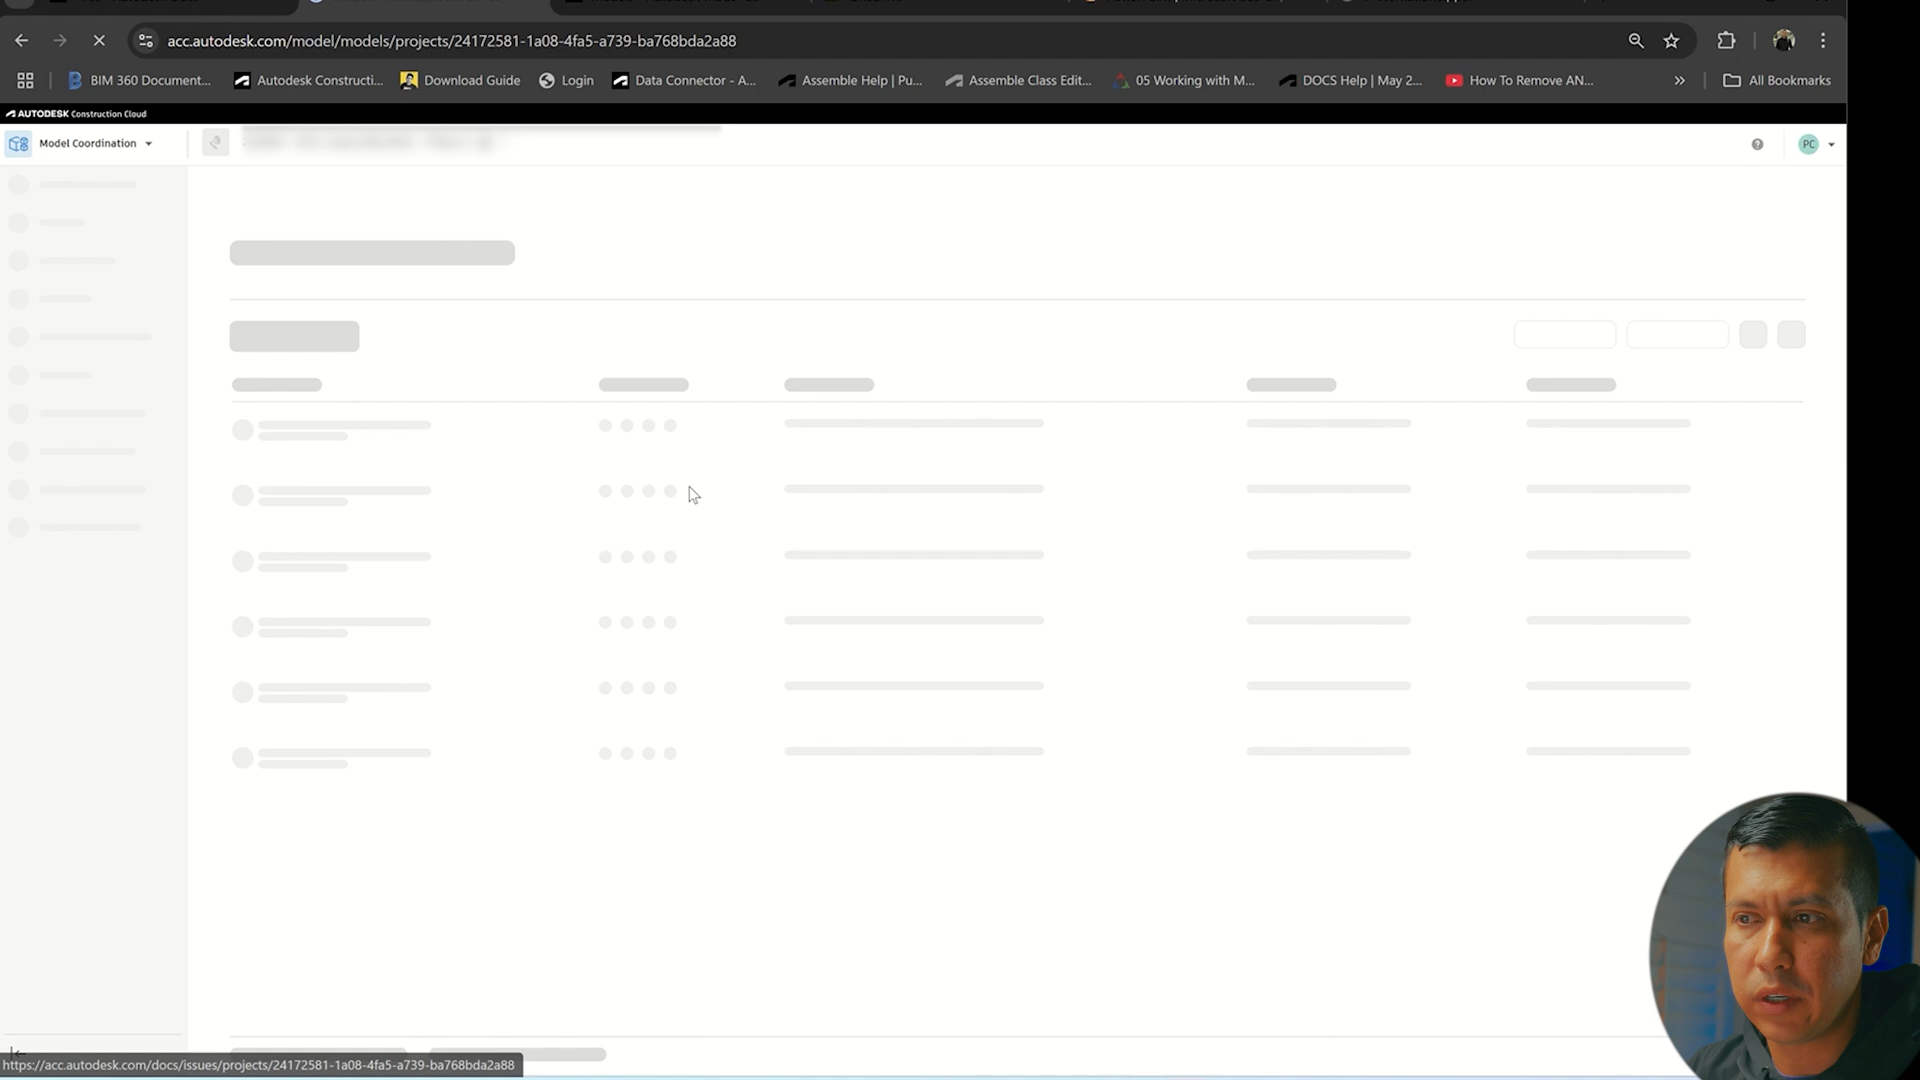 acc.autodesk.com/model/models/projects/24172581-1a08-4fa5-a739-ba768bda2a88
BIM 360 Document... Autodesk Constructi... Download Guide Login Data Connector - A... Assemble Help | Pu... Assemble Class Edit... 05 Working with M... DOCS Help | May 2... How To Remove AN... » All Bookmarks
AUTODESK Construction Cloud
Model Coordination PC
https://acc.autodesk.com/docs/issues/projects/24172581-1a08-4fa5-a739-ba768bda2a88